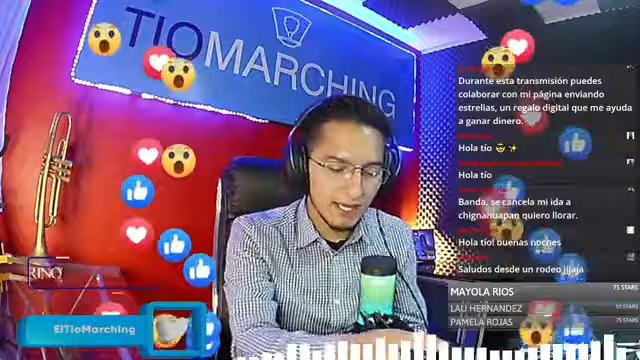 TIOMARCHING
Durante esta transmisión puedes
colaborar con mi página enviando
estrellas, un regalo digital que me ayuda
a ganar dinero.
Hola tío 😎 ✨
Hola tío
Banda, se cancela mi ida a
chignahuapan quiero llorar.
Hola tío! buenas noches
Saludos desde un rodeo jijaja
MAYOLA RIOS 75 STARS
LAU HERNANDEZ 50 STARS
PAMELA ROJAS 75 STARS
RINO
ElTioMarching